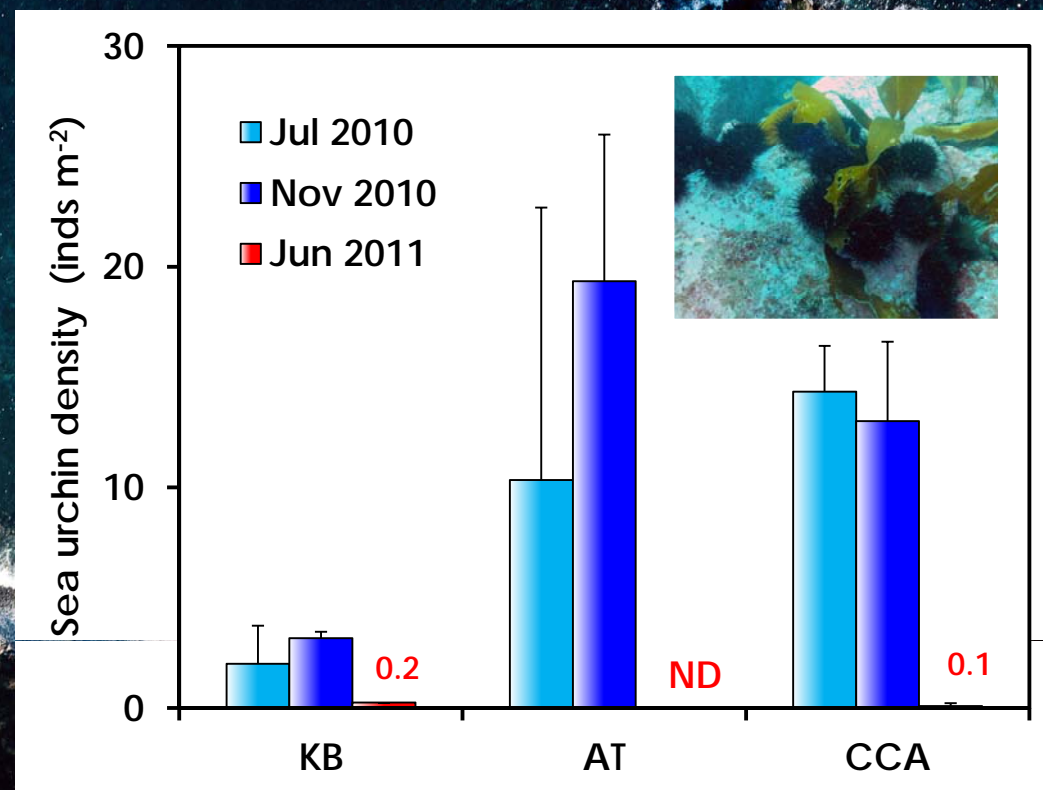 30
20
10
0
Sea urchin density (inds m⁻²)
Jul 2010
Nov 2010
Jun 2011
0.2
ND
0.1
KB
AT
CCA